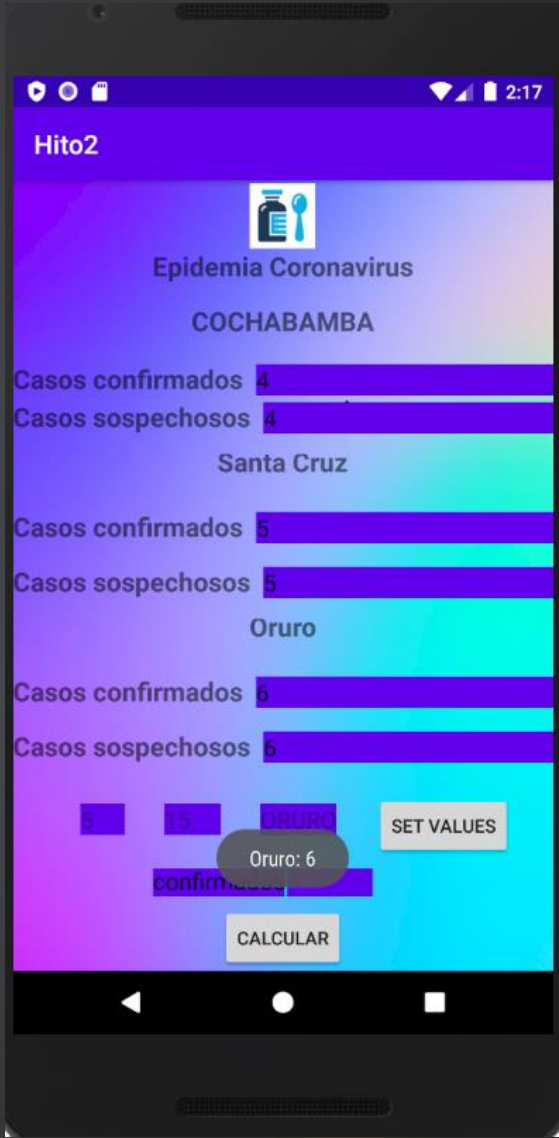 2:17
Hito2
Epidemia Coronavirus
COCHABAMBA
Casos confirmados 4
Casos sospechosos 4
Santa Cruz
Casos confirmados 5
Casos sospechosos 5
Oruro
Casos confirmados 6
Casos sospechosos 6
5 15 ORURO SET VALUES
Oruro: 6
confirmados
CALCULAR